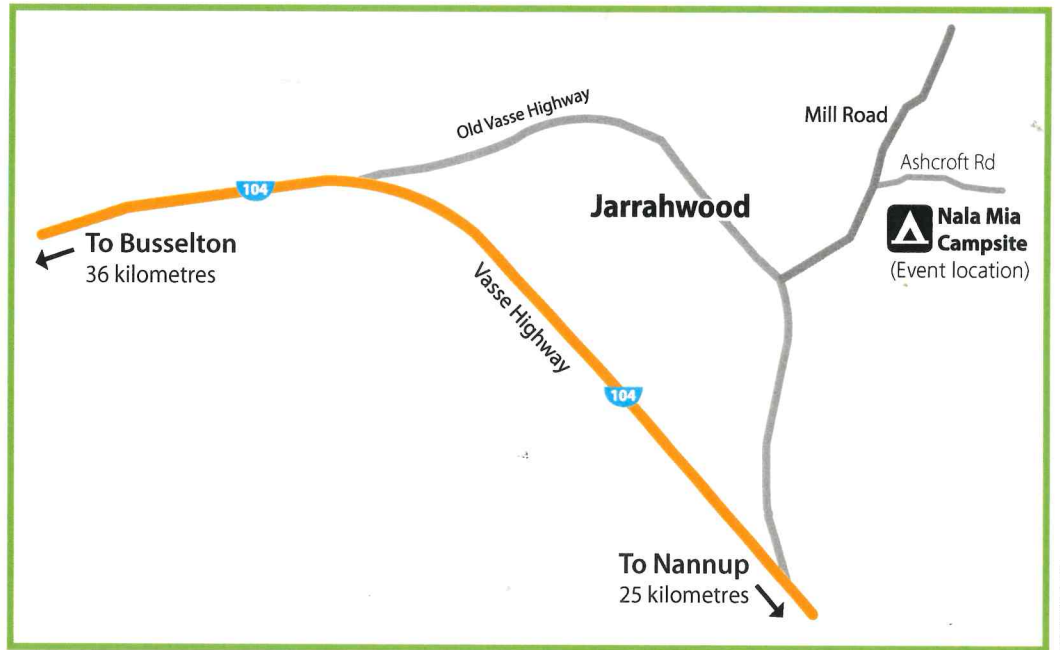 Old Vasse Highway
Mill Road
Ashcroft Rd
104
Jarrahwood
Nala Mia
Campsite
(Event location)
To Busselton
36 kilometres
Vasse Highway
104
To Nannup
25 kilometres